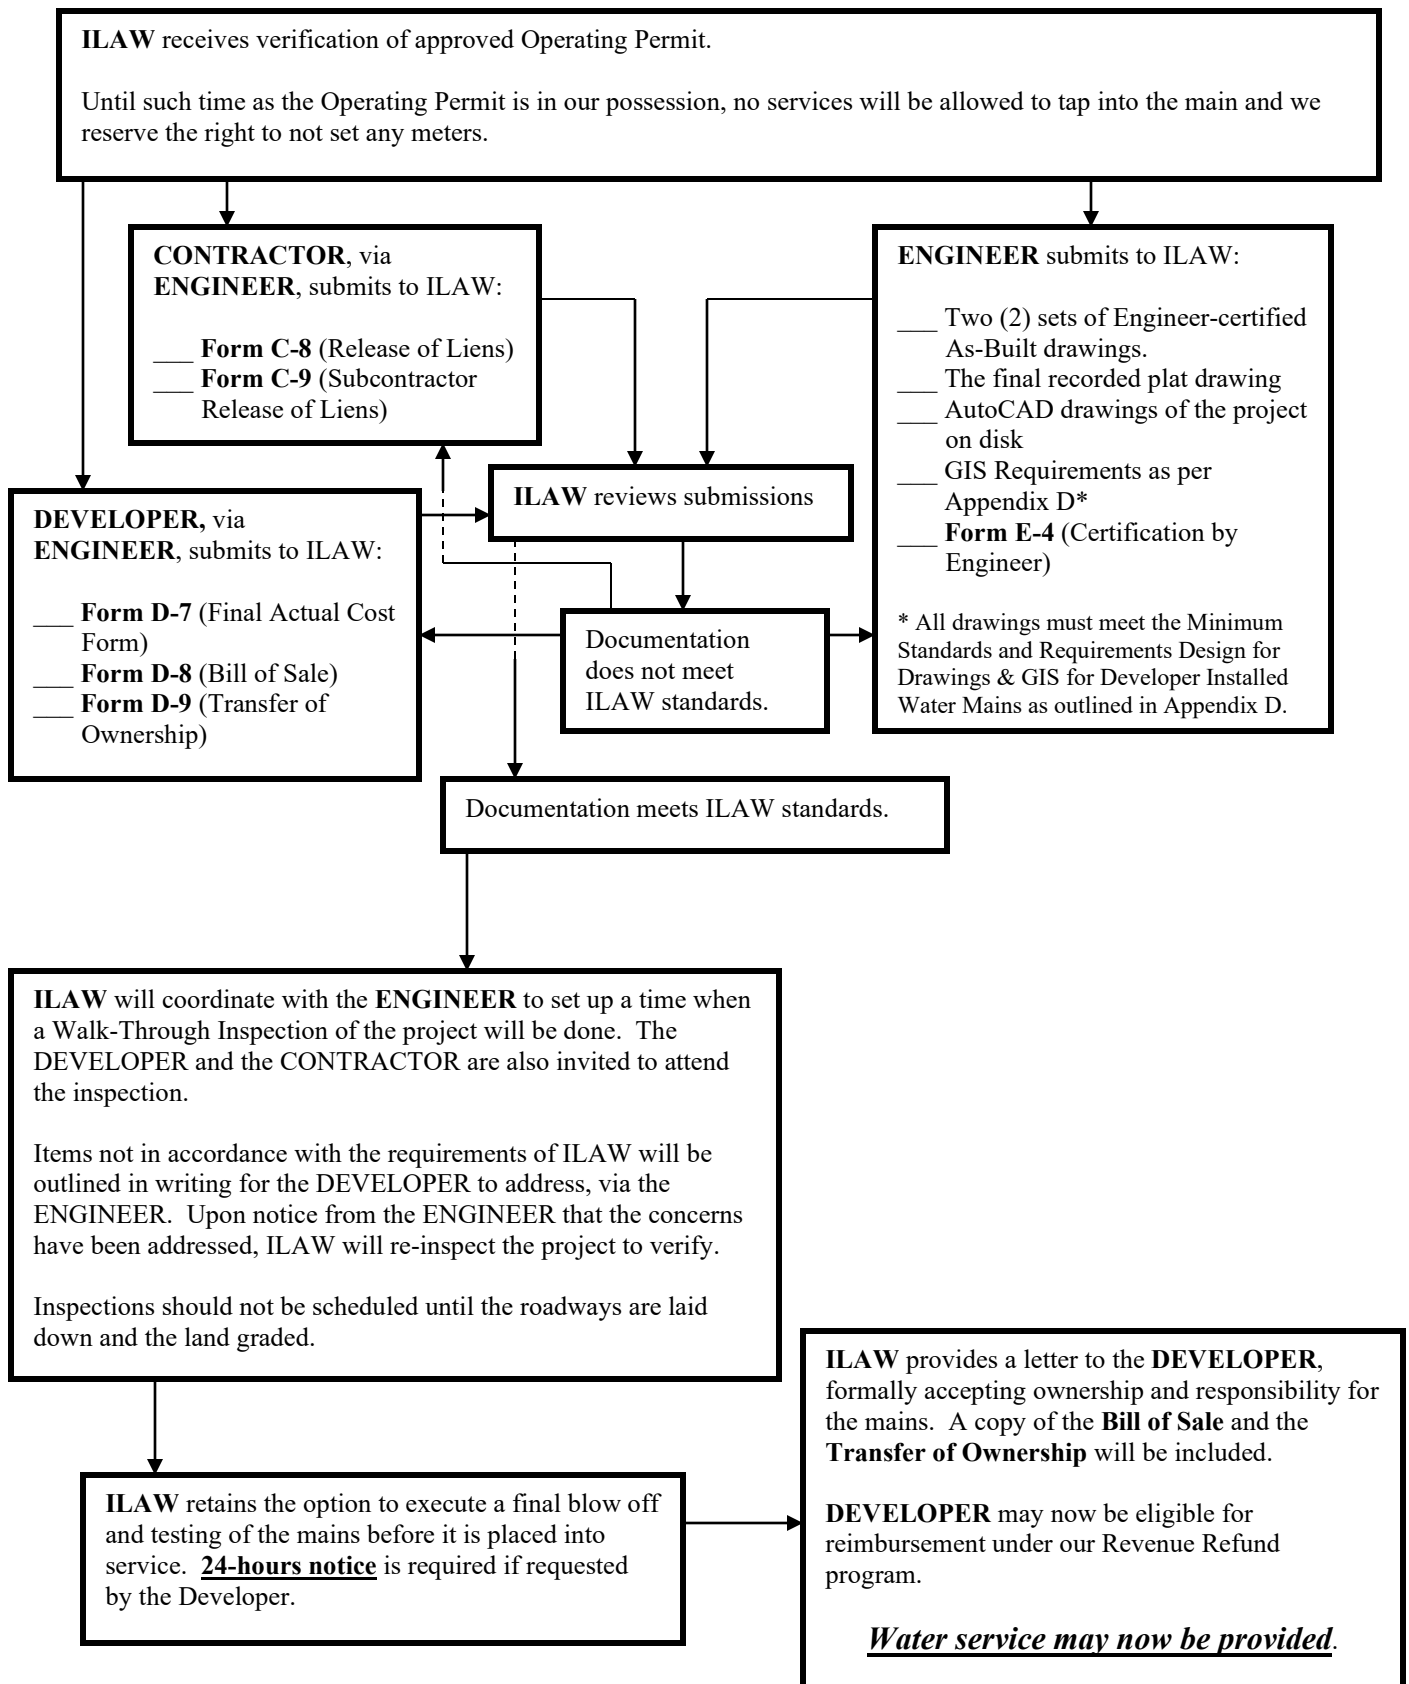 ILAW receives verification of approved Operating Permit.
Until such time as the Operating Permit is in our possession, no services will be allowed to tap into the main and we
reserve the right to not set any meters.
CONTRACTOR, via
ENGINEER, submits to ILAW:
___ Form C-8 (Release of Liens)
___ Form C-9 (Subcontractor
Release of Liens)
ENGINEER submits to ILAW:
___ Two (2) sets of Engineer-certified
As-Built drawings.
___ The final recorded plat drawing
___ AutoCAD drawings of the project
on disk
___ GIS Requirements as per
Appendix D*
___ Form E-4 (Certification by
Engineer)
* All drawings must meet the Minimum
Standards and Requirements Design for
Drawings & GIS for Developer Installed
Water Mains as outlined in Appendix D.
ILAW reviews submissions
DEVELOPER, via
ENGINEER, submits to ILAW:
___ Form D-7 (Final Actual Cost
Form)
___ Form D-8 (Bill of Sale)
___ Form D-9 (Transfer of
Ownership)
Documentation
does not meet
ILAW standards.
Documentation meets ILAW standards.
ILAW will coordinate with the ENGINEER to set up a time when
a Walk-Through Inspection of the project will be done.  The
DEVELOPER and the CONTRACTOR are also invited to attend
the inspection.
Items not in accordance with the requirements of ILAW will be
outlined in writing for the DEVELOPER to address, via the
ENGINEER.  Upon notice from the ENGINEER that the concerns
have been addressed, ILAW will re-inspect the project to verify.
Inspections should not be scheduled until the roadways are laid
down and the land graded.
ILAW retains the option to execute a final blow off
and testing of the mains before it is placed into
service.  24-hours notice is required if requested
by the Developer.
ILAW provides a letter to the DEVELOPER,
formally accepting ownership and responsibility for
the mains.  A copy of the Bill of Sale and the
Transfer of Ownership will be included.
DEVELOPER may now be eligible for
reimbursement under our Revenue Refund
program.
Water service may now be provided.